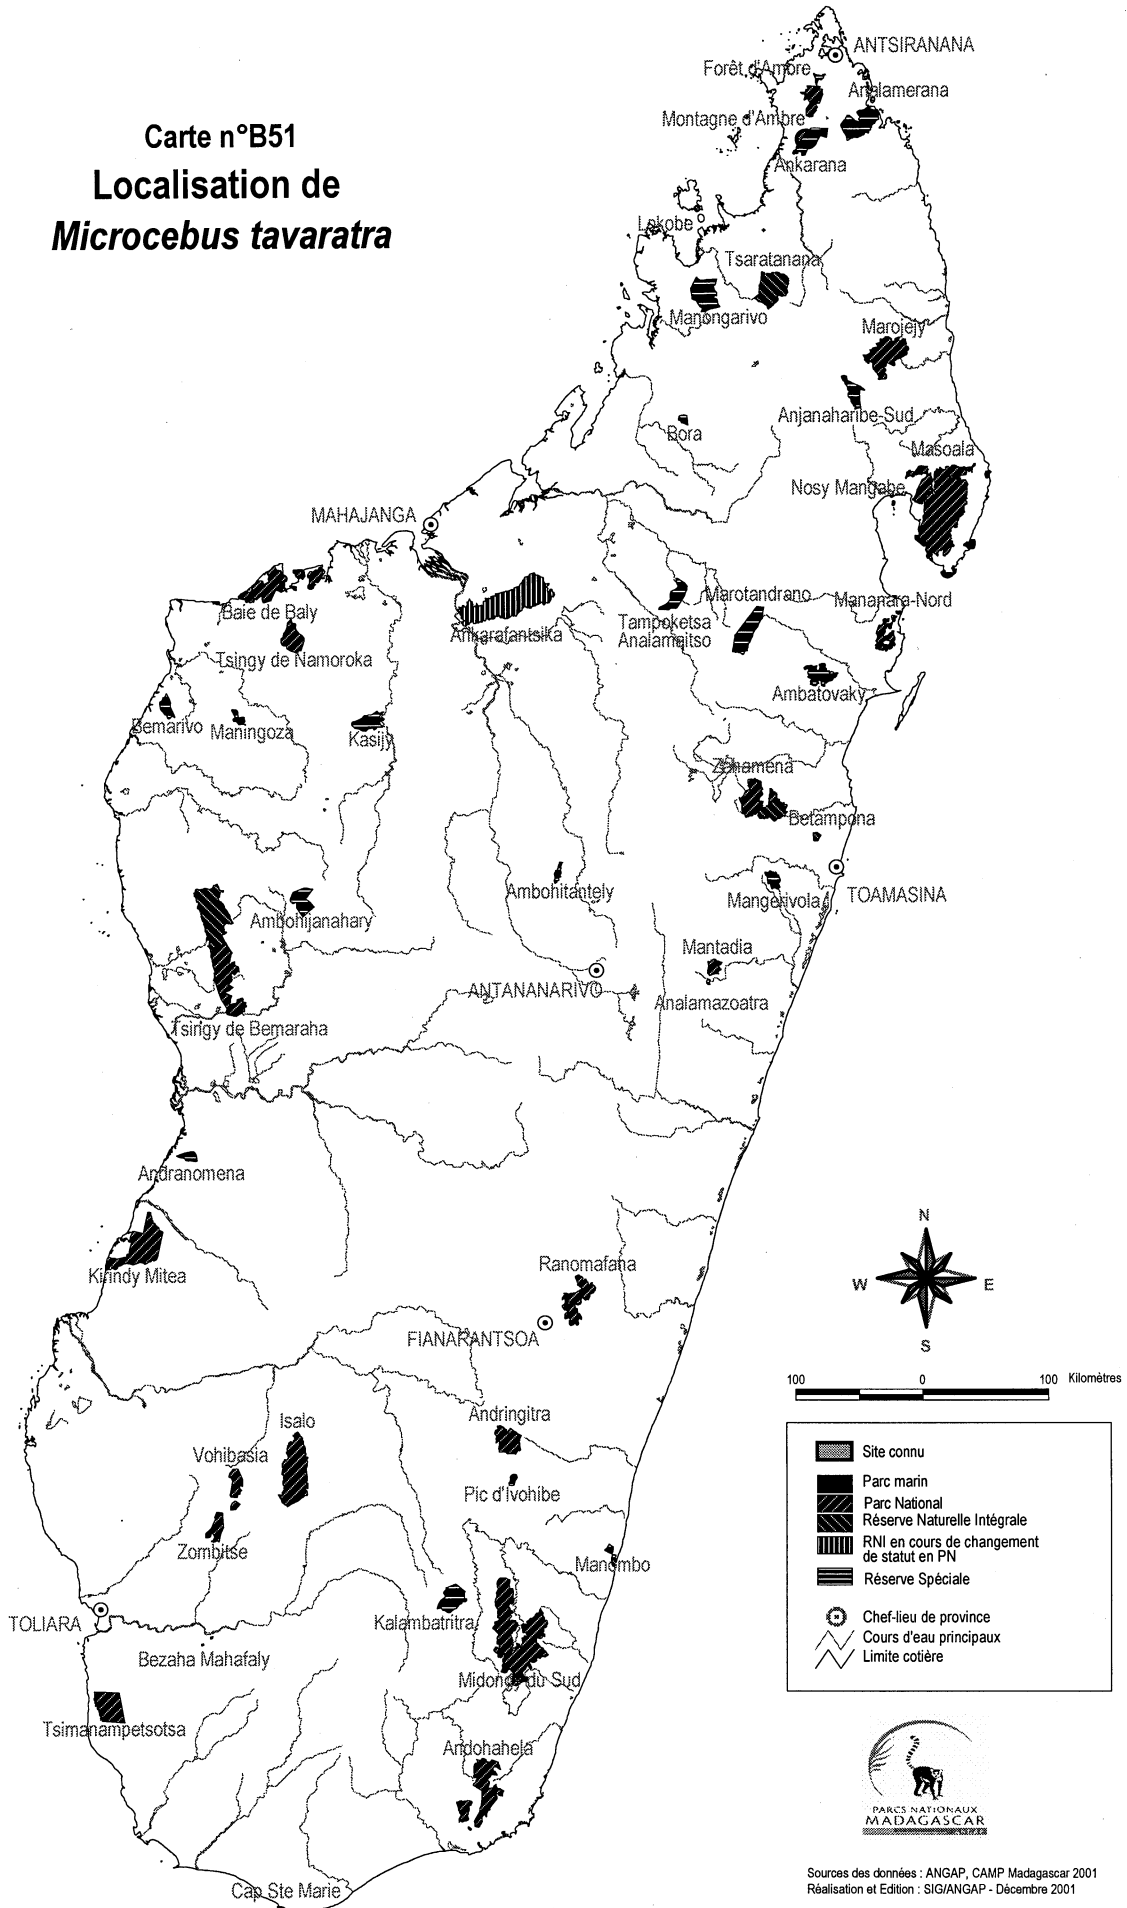 Carte n°B51
Localisation de
Microcebus tavaratra
ANTSIRANANA
Forêt d'Ambre
Analamerana
Montagne d'Ambre
Ankarana
Lokobe
Tsaratanana
Manongarivo
Marojejy
Anjanaharibe-Sud
Bora
Masoala
Nosy Mangabe
MAHAJANGA
Baie de Baly
Ankarafantsika
Tampoketsa
Analamaitso
Marotandrano
Mananara-Nord
Tsingy de Namoroka
Ambatovaky
Bemarivo
Maningoza
Kasijy
Zahamena
Betampona
Ambohitantely
Mangerivola
TOAMASINA
Ambohijanahary
Mantadia
ANTANANARIVO
Analamazoatra
Tsingy de Bemaraha
Andranomena
Kirindy Mitea
Ranomafana
FIANARANTSOA
N
W
E
S
100 0 100 Kilomètres
Andringitra
Isalo
Vohibasia
Pic d'Ivohibe
Zombitse
Manombo
Kalambatritra
TOLIARA
Bezaha Mahafaly
Midongy du Sud
Tsimanampetsotsa
Andohahela
Cap Ste Marie
Site connu
Parc marin
Parc National
Réserve Naturelle Intégrale
RNI en cours de changement
de statut en PN
Réserve Spéciale
Chef-lieu de province
Cours d'eau principaux
Limite cotière
PARCS NATIONAUX
MADAGASCAR
Sources des données : ANGAP, CAMP Madagascar 2001
Réalisation et Edition : SIG/ANGAP - Décembre 2001